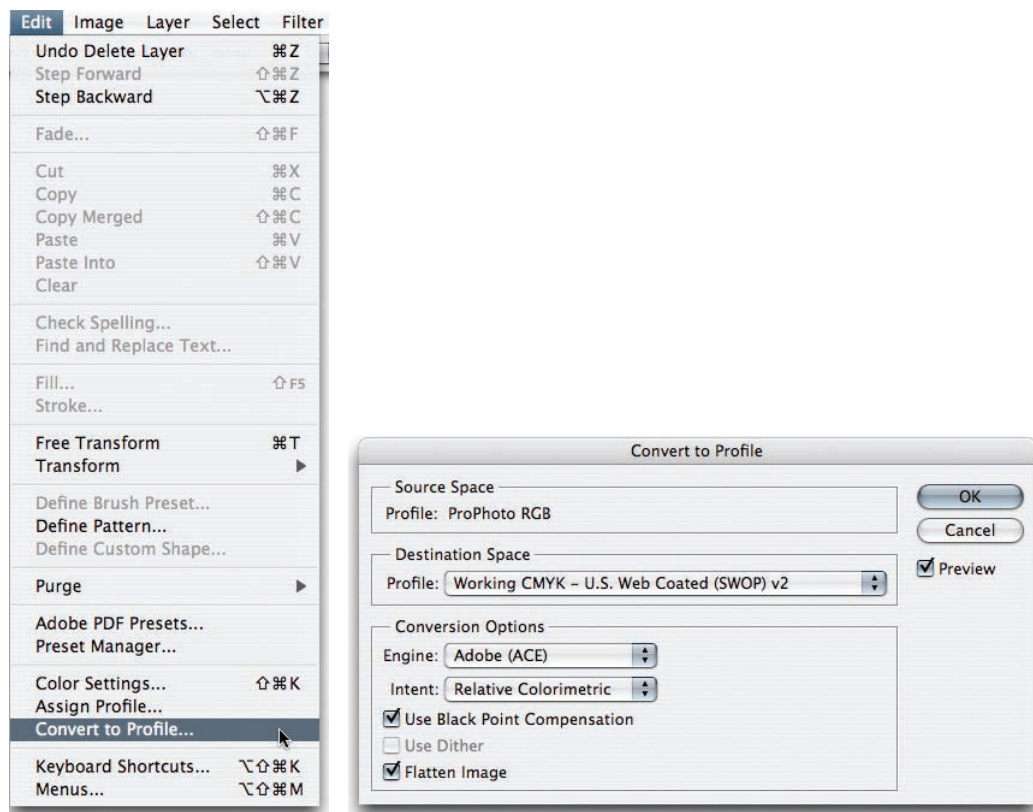 Edit Image Layer Select Filter
Undo Delete Layer ⌘Z
Step Forward ⇧⌘Z
Step Backward ⌥⌘Z
Fade... ⇧⌘F
Cut ⌘X
Copy ⌘C
Copy Merged ⇧⌘C
Paste ⌘V
Paste Into ⇧⌘V
Clear
Check Spelling...
Find and Replace Text...
Fill... ⇧F5
Stroke...
Free Transform ⌘T
Transform ▶
Define Brush Preset...
Define Pattern...
Define Custom Shape...
Purge ▶
Adobe PDF Presets...
Preset Manager...
Color Settings... ⇧⌘K
Assign Profile...
Convert to Profile...
Keyboard Shortcuts... ⌥⇧⌘K
Menus... ⌥⇧⌘M
Convert to Profile
Source Space
Profile: ProPhoto RGB
OK
Cancel
Preview
Destination Space
Profile: Working CMYK – U.S. Web Coated (SWOP) v2
Conversion Options
Engine: Adobe (ACE)
Intent: Relative Colorimetric
Use Black Point Compensation
Use Dither
Flatten Image